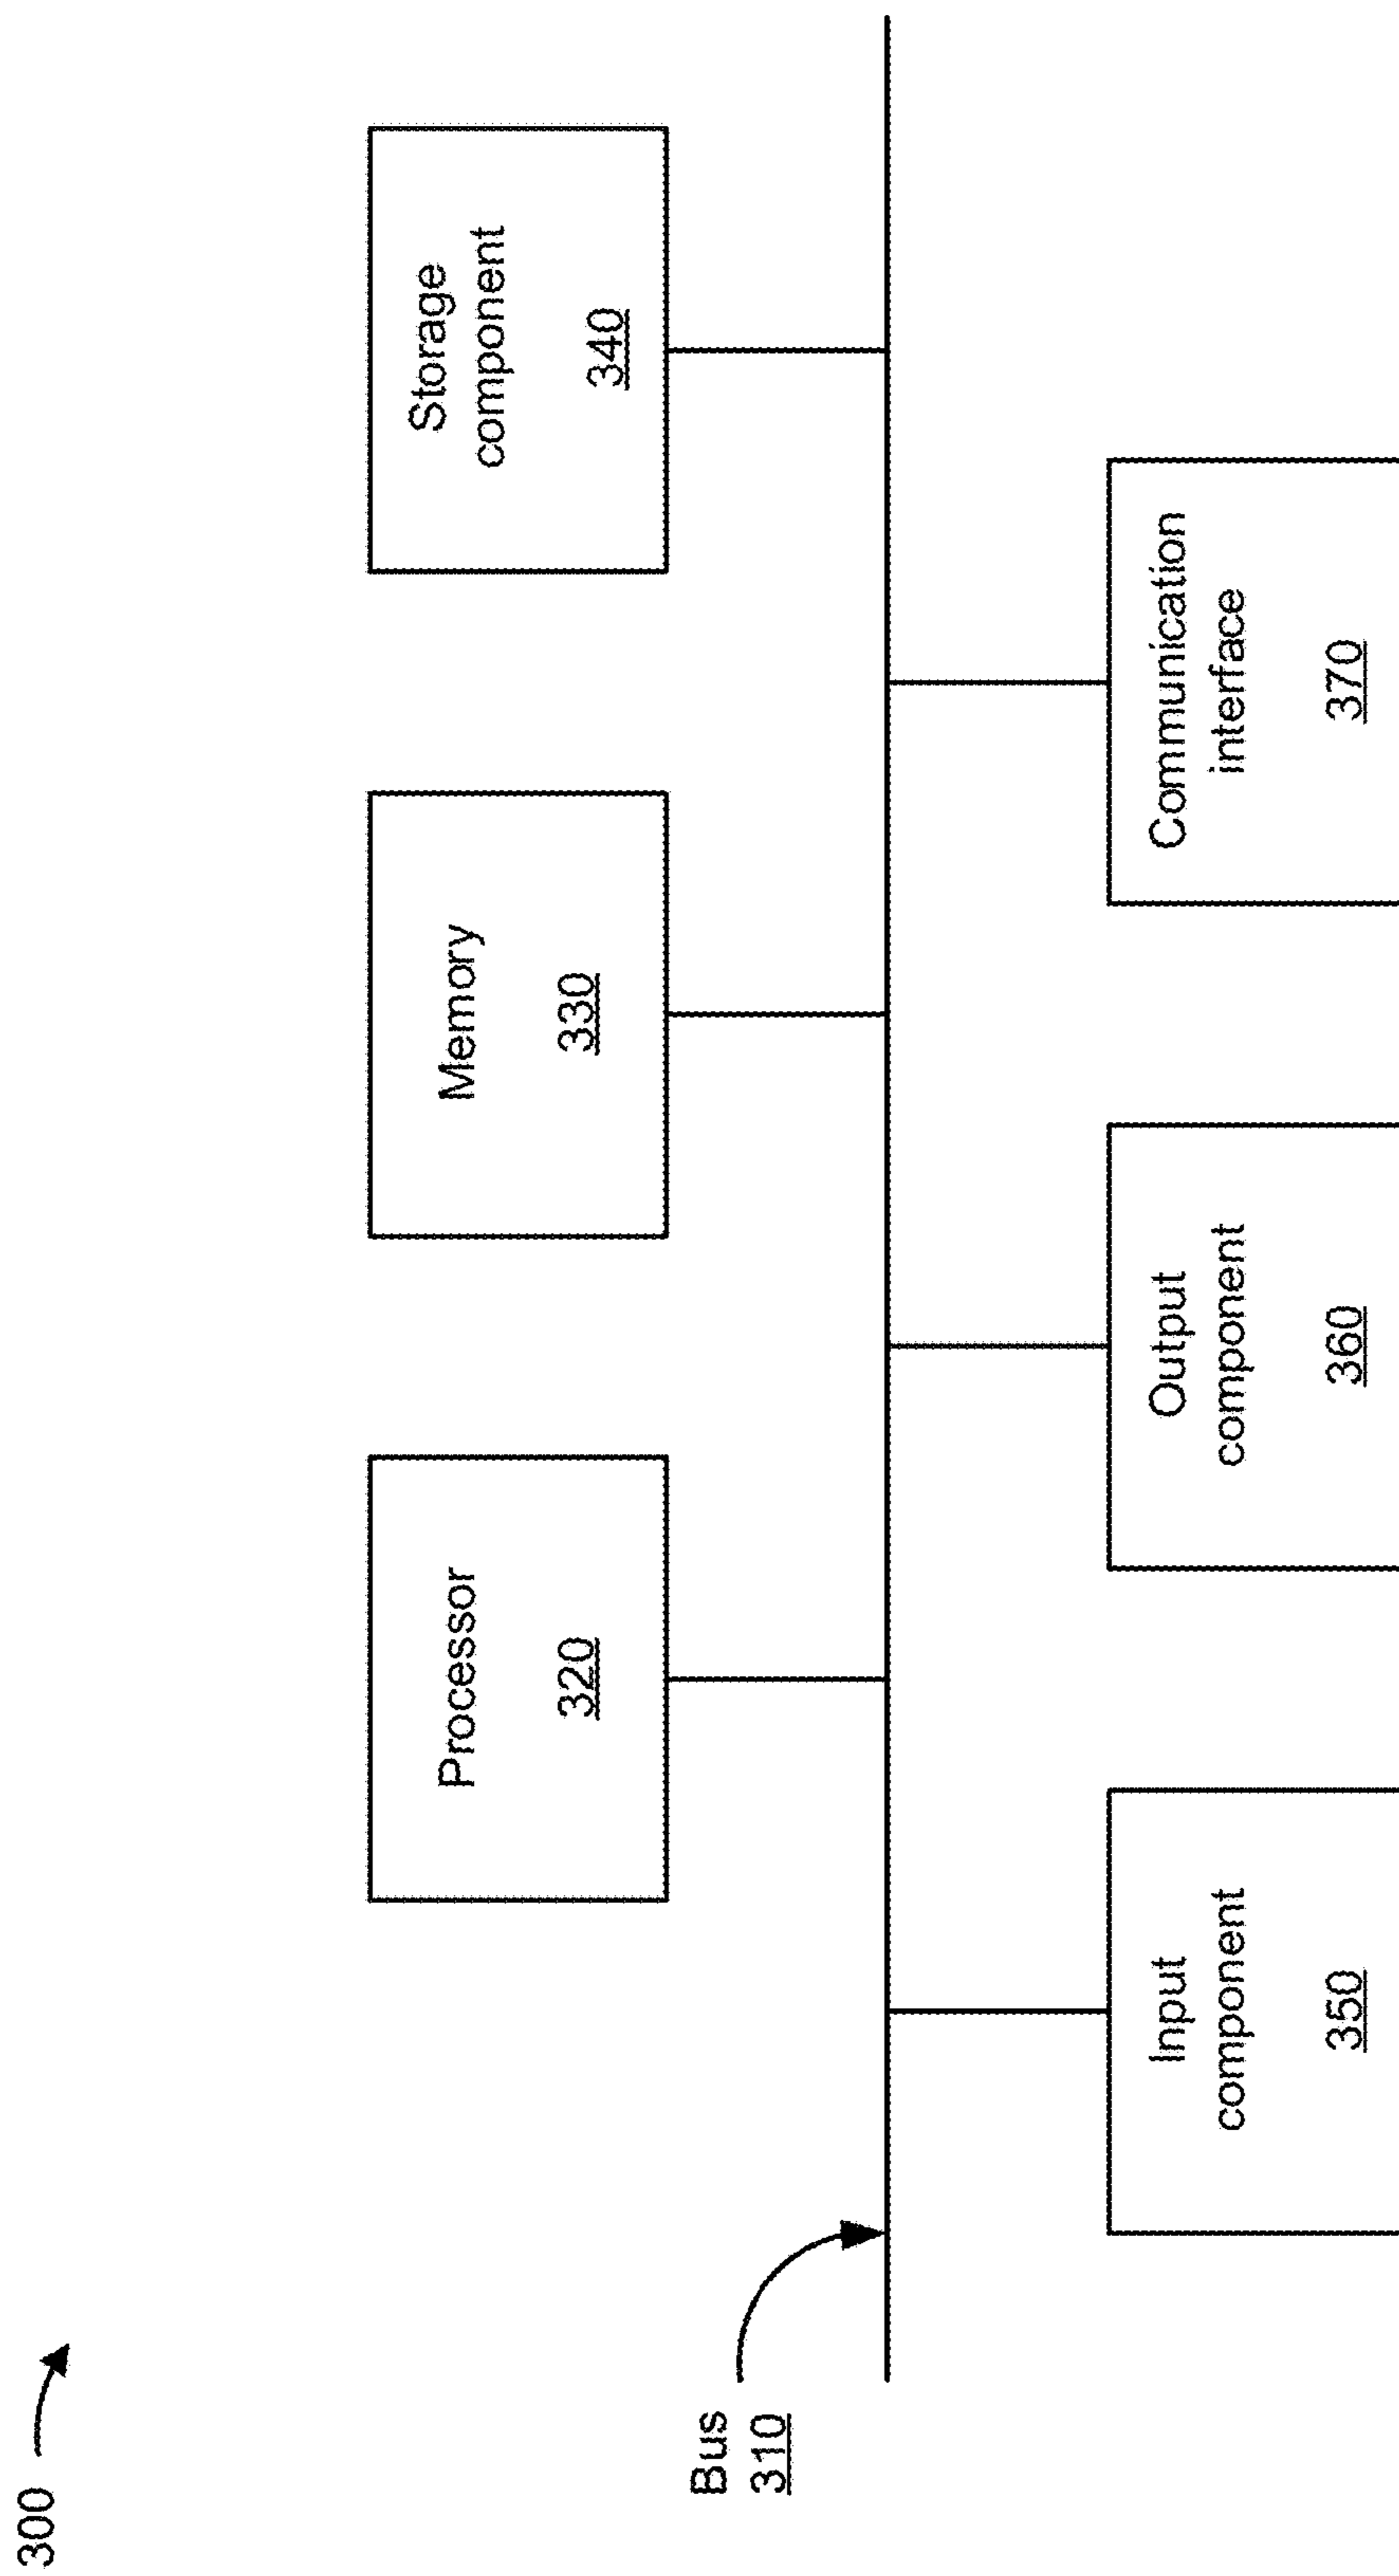 300
Bus
310
Processor
320
Memory
330
Storage
component
340
Input
component
350
Output
component
360
Communication
interface
370